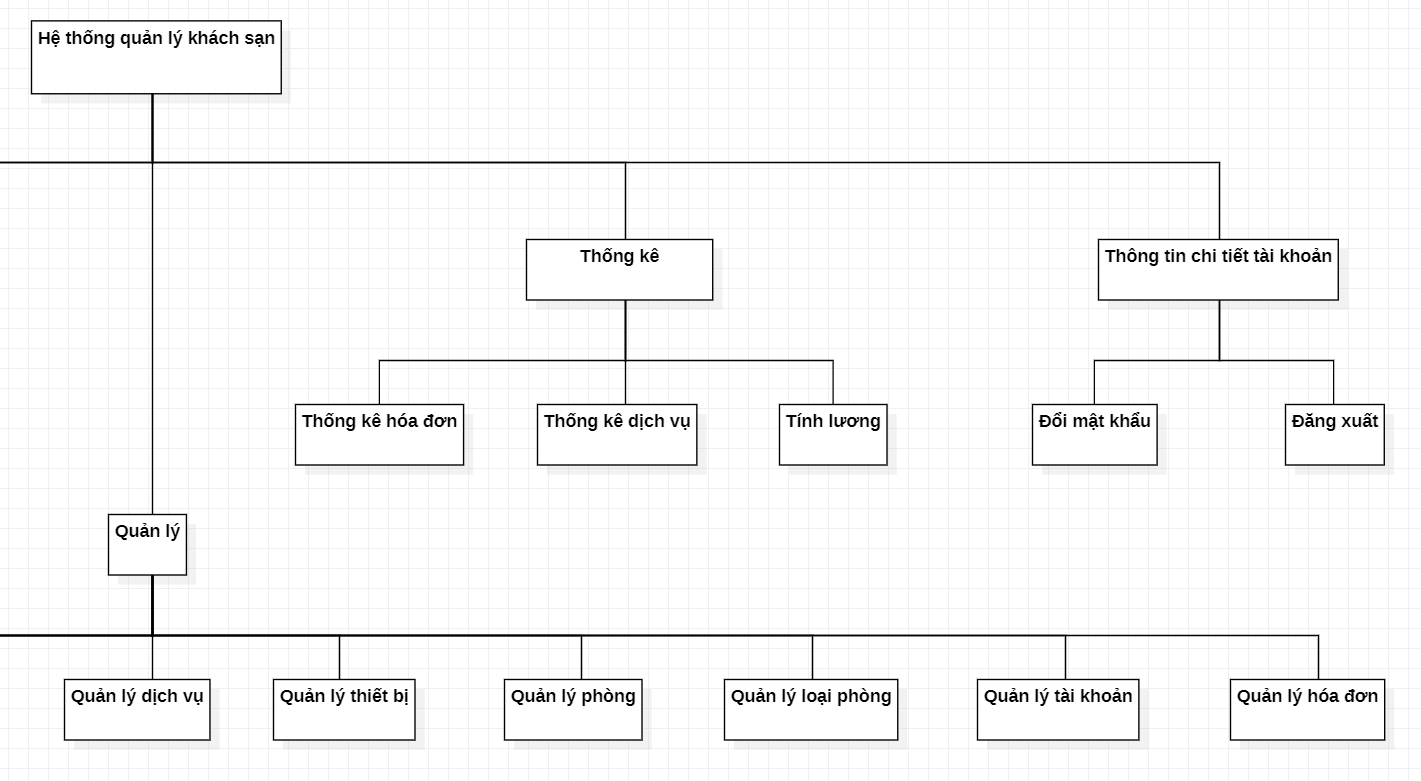 Hệ thống quản lý khách sạn
Thống kê
Thông tin chi tiết tài khoản
Thống kê hóa đơn
Thống kê dịch vụ
Tính lương
Đổi mật khẩu
Đăng xuất
Quản lý
Quản lý dịch vụ
Quản lý thiết bị
Quản lý phòng
Quản lý loại phòng
Quản lý tài khoản
Quản lý hóa đơn